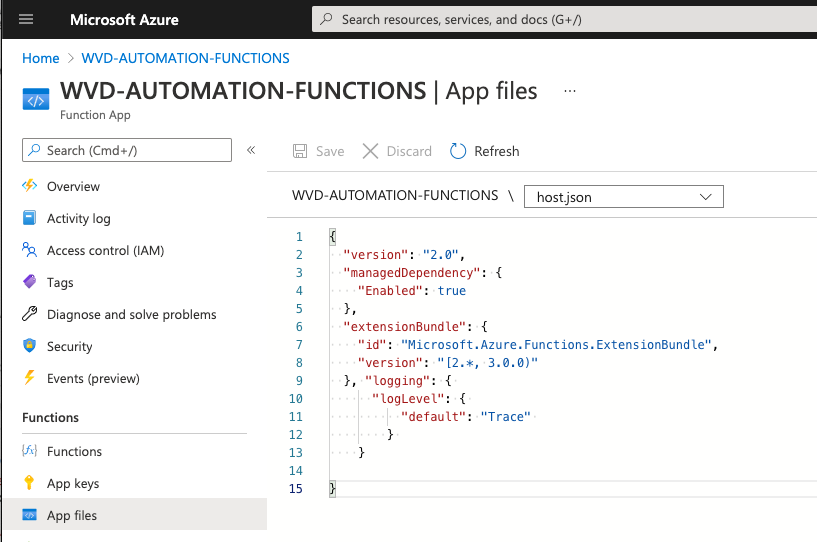 Microsoft Azure
Search resources, services, and docs (G+/)
Home > WVD-AUTOMATION-FUNCTIONS
WVD-AUTOMATION-FUNCTIONS | App files ...
Function App
Search (Cmd+/)
«
Save
Discard
Refresh
Overview
Activity log
Access control (IAM)
Tags
Diagnose and solve problems
Security
Events (preview)
Functions
Functions
App keys
App files
WVD-AUTOMATION-FUNCTIONS \ host.json
1 {
2 "version": "2.0",
3 "managedDependency": {
4 "Enabled": true
5 },
6 "extensionBundle": {
7 "id": "Microsoft.Azure.Functions.ExtensionBundle",
8 "version": "[2.*, 3.0.0)"
9 }, "logging": {
10 "logLevel": {
11 "default": "Trace"
12 }
13 }
14
15 }